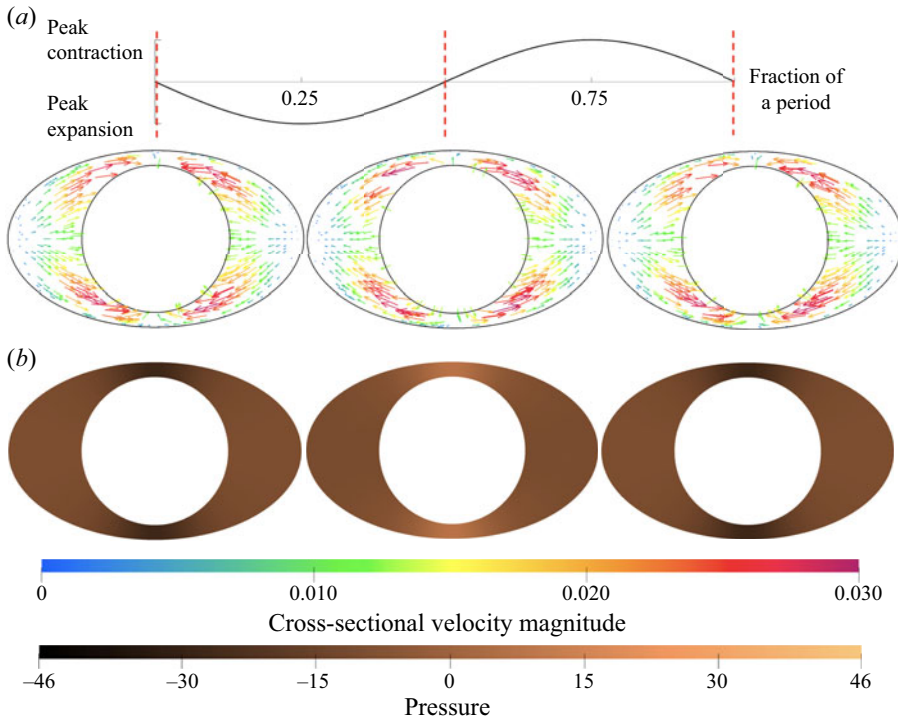 (a)
Peak
contraction
Peak
expansion
0.25
0.75
Fraction of
a period
(b)
0
0.010
0.020
0.030
Cross-sectional velocity magnitude
–46
–30
–15
0
15
30
46
Pressure